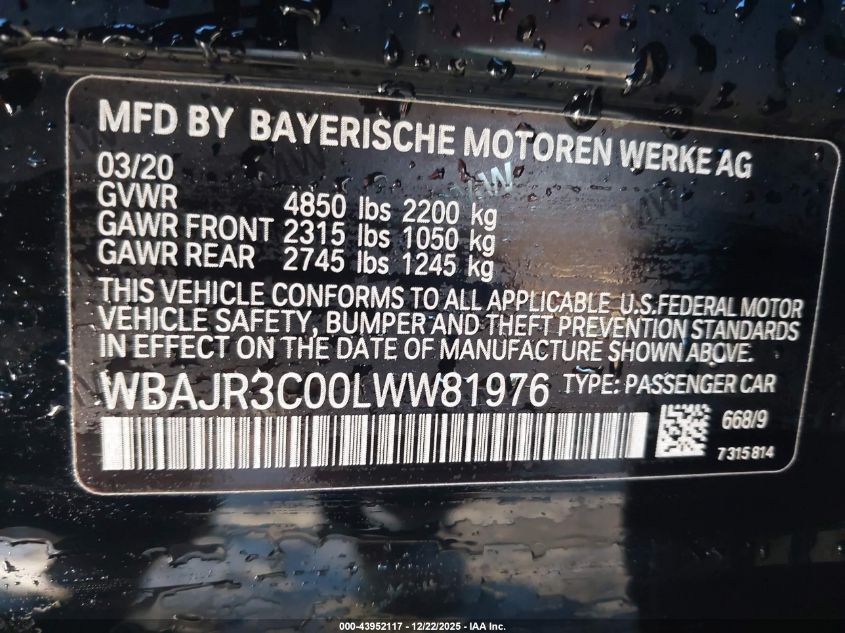 MFD BY BAYERISCHE MOTOREN WERKE AG
03/20
GVWR 4850 lbs 2200 kg
GAWR FRONT 2315 lbs 1050 kg
GAWR REAR 2745 lbs 1245 kg
THIS VEHICLE CONFORMS TO ALL APPLICABLE U.S.FEDERAL MOTOR
VEHICLE SAFETY, BUMPER AND THEFT PREVENTION STANDARDS
IN EFFECT ON THE DATE OF MANUFACTURE SHOWN ABOVE.
WBAJR3C00LWW81976 TYPE: PASSENGER CAR
668/9
7315814
000-43952117 - 12/22/2025 - IAA Inc.